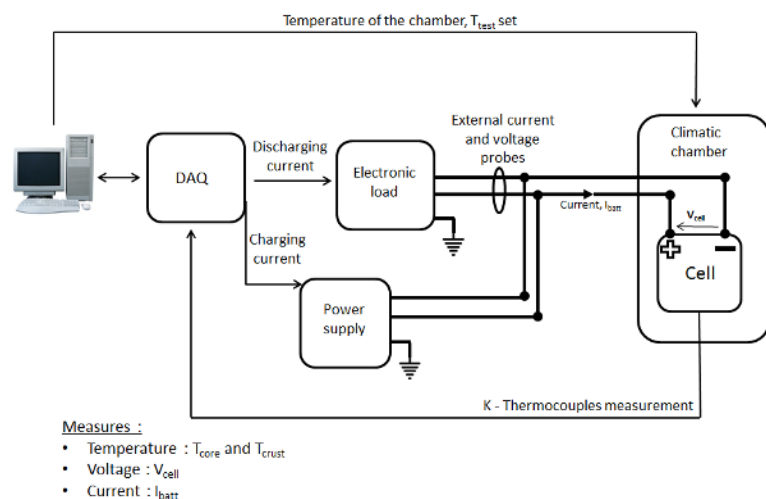 Temperature of the chamber, Ttest set
External current
and voltage
probes
Climatic
chamber
Discharging
current
DAQ
Electronic
load
Current, Ibatt
Vcell
Charging
current
Cell
Power
supply
K - Thermocouples measurement
Measures :
• Temperature : Tcore and Tcrust
• Voltage : Vcell
• Current : Ibatt